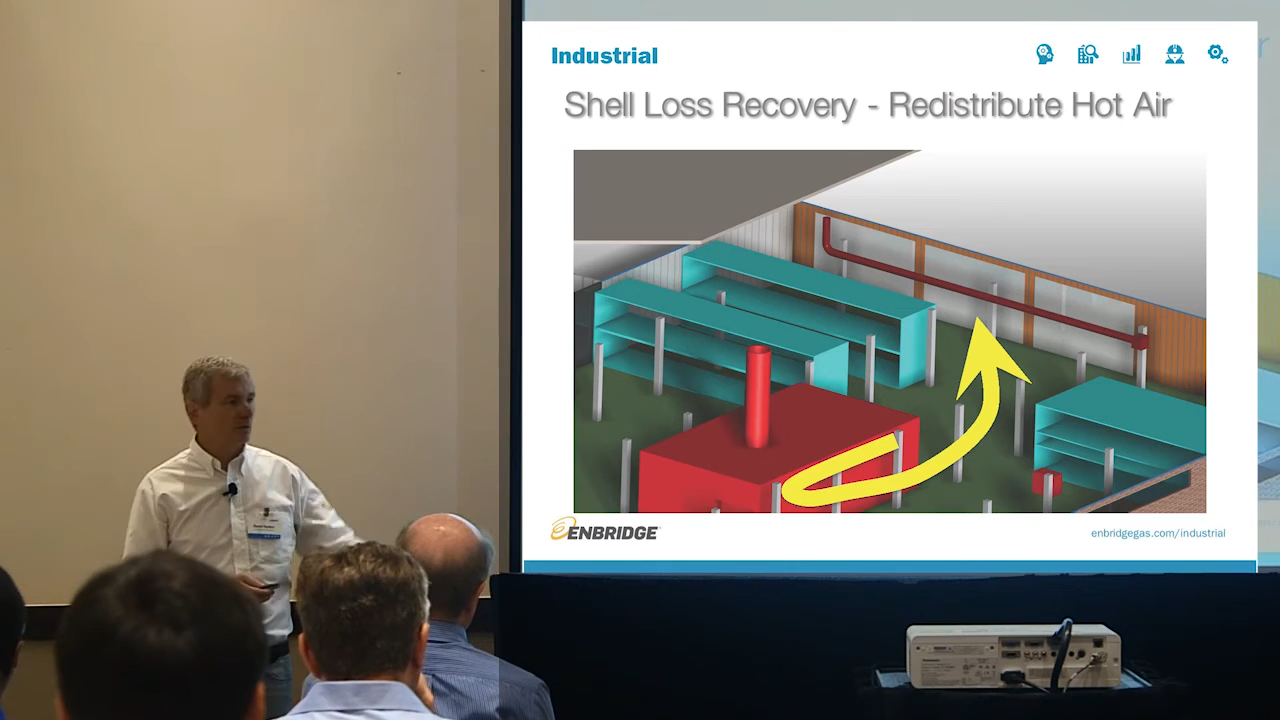 Industrial
Shell Loss Recovery - Redistribute Hot Air
ENBRIDGE
enbridgegas.com/industrial